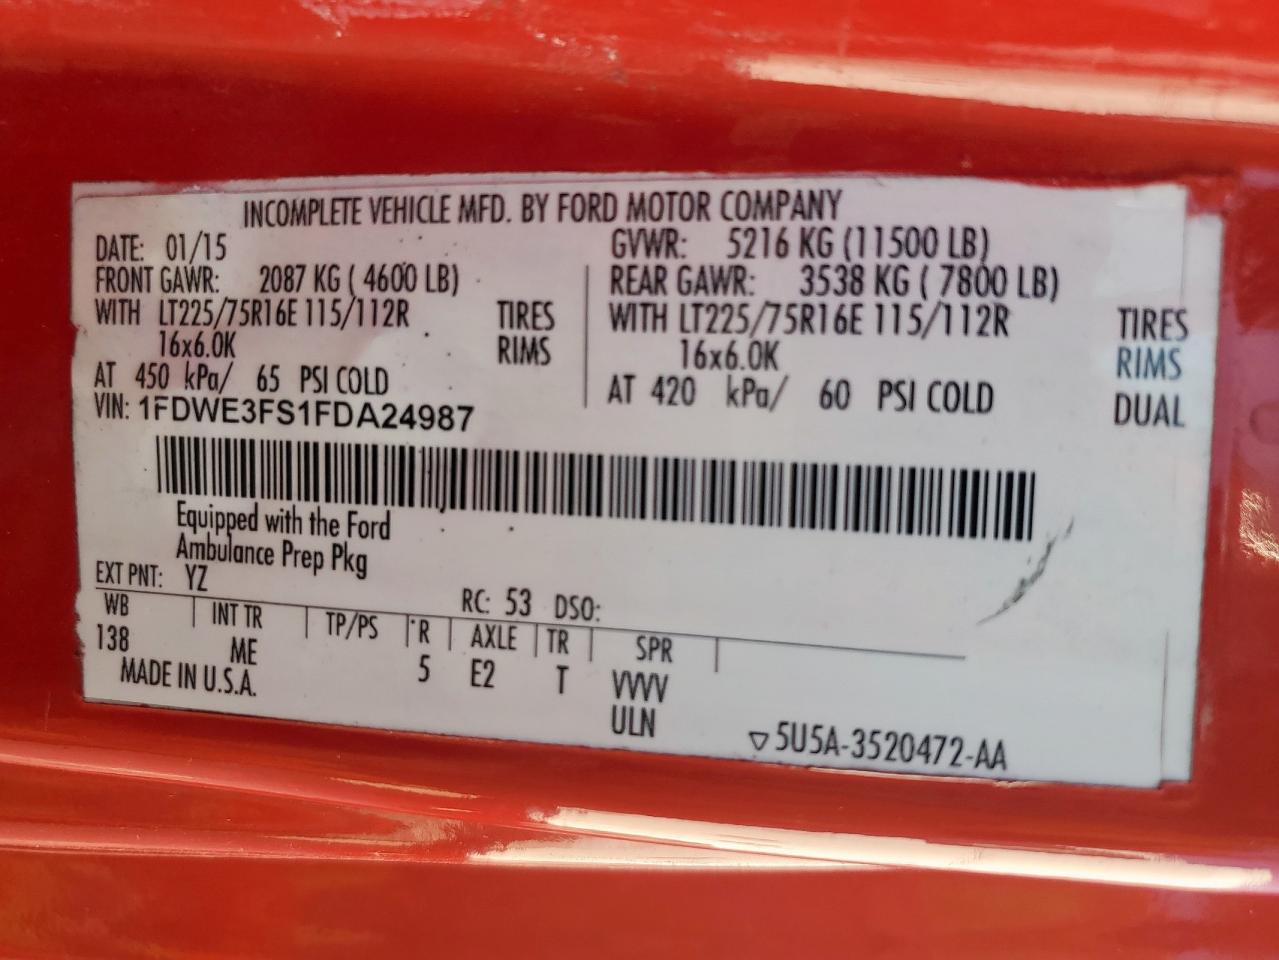 INCOMPLETE VEHICLE MFD. BY FORD MOTOR COMPANY
DATE: 01/15 GVWR: 5216 KG (11500 LB)
FRONT GAWR: 2087 KG ( 4600 LB) REAR GAWR: 3538 KG ( 7800 LB)
WITH LT225/75R16E 115/112R TIRES WITH LT225/75R16E 115/112R TIRES
16x6.0K RIMS 16x6.0K RIMS
AT 450 kPa/ 65 PSI COLD AT 420 kPa/ 60 PSI COLD DUAL
VIN: 1FDWE3FS1FDA24987
Equipped with the Ford
Ambulance Prep Pkg
EXT PNT: YZ RC: 53 DSO:
WB INT TR TP/PS R AXLE TR SPR
138 ME 5 E2 T VVVV
MADE IN U.S.A. ULN
▽5U5A-3520472-AA